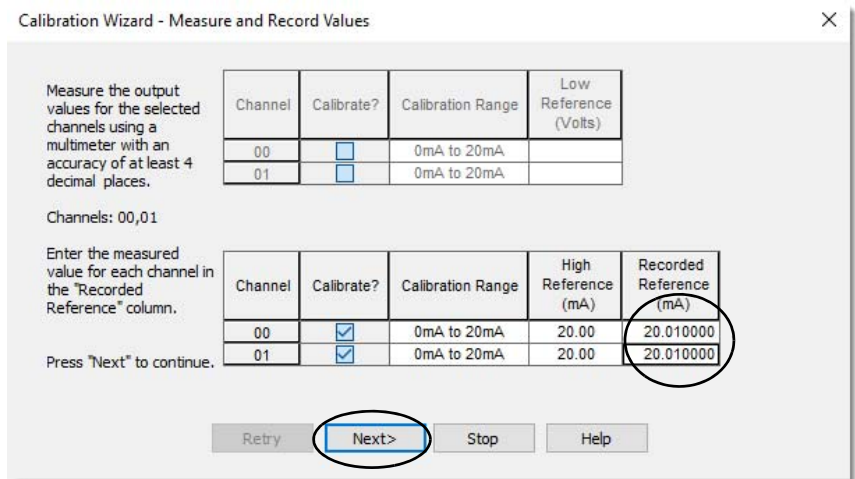 Calibration Wizard - Measure and Record Values
Measure the output
values for the selected
channels using a
multimeter with an
accuracy of at least 4
decimal places.
Channel Calibrate? Calibration Range Low Reference (Volts)
00 0mA to 20mA
01 0mA to 20mA
Channels: 00,01
Enter the measured
value for each channel in
the "Recorded
Reference" column.
Press "Next" to continue.
Channel Calibrate? Calibration Range High Reference (mA) Recorded Reference (mA)
00 0mA to 20mA 20.00 20.010000
01 0mA to 20mA 20.00 20.010000
Retry Next> Stop Help